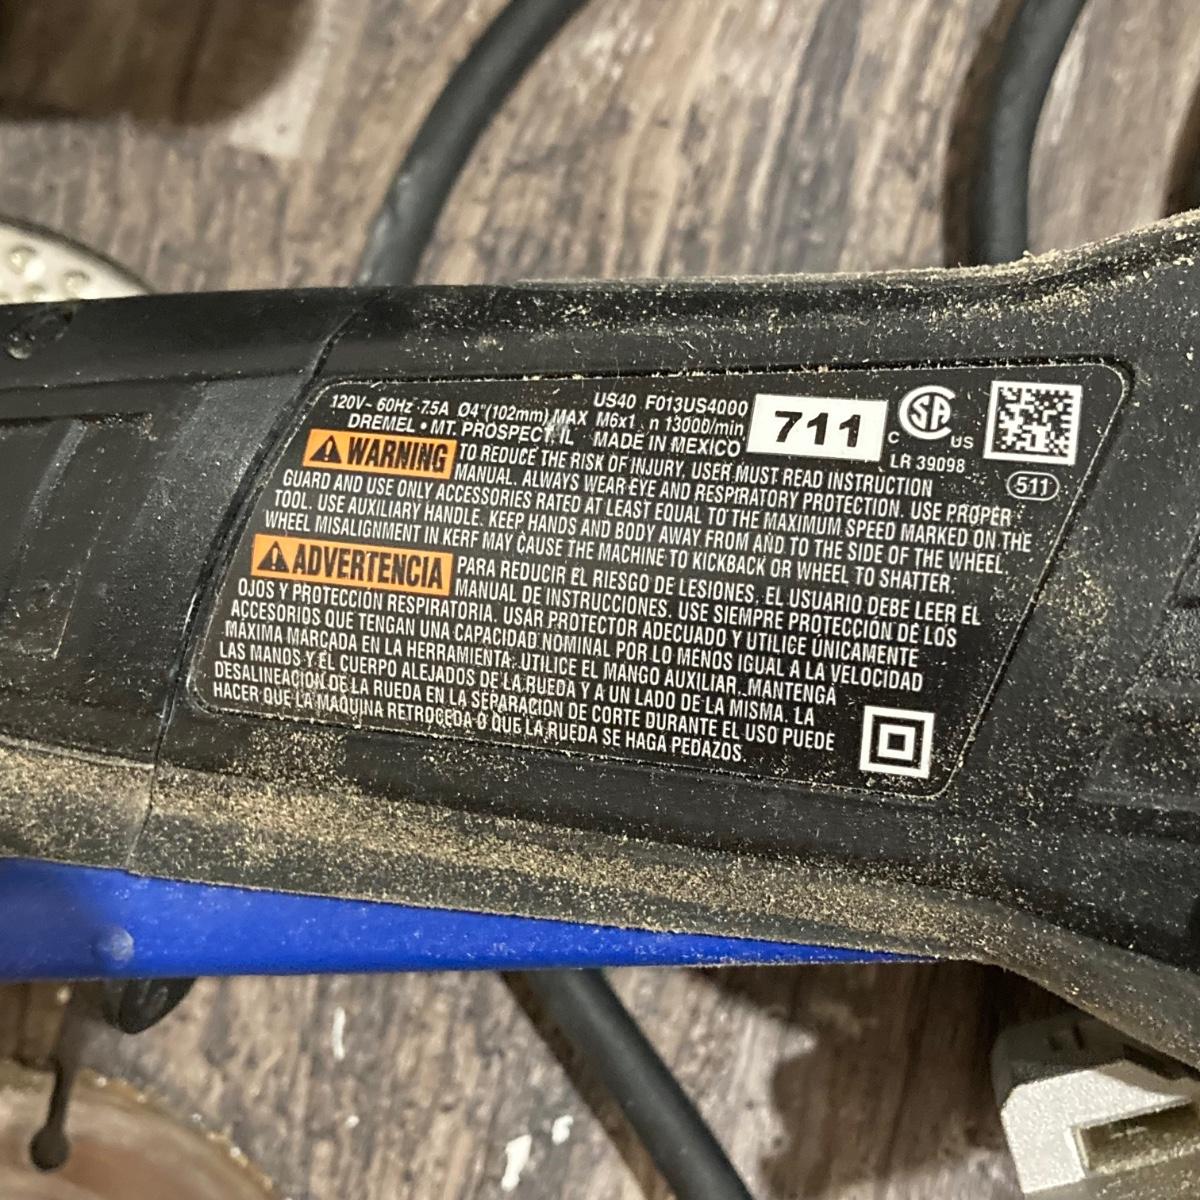 120V~ 60Hz 7.5A Ø4"(102mm) MAX US40 F013US4000
M6x1 n 13000/min
DREMEL • MT. PROSPECT, IL MADE IN MEXICO
711
C SA US
LR 39098
511
WARNING TO REDUCE THE RISK OF INJURY, USER MUST READ INSTRUCTION
MANUAL. ALWAYS WEAR EYE AND RESPIRATORY PROTECTION. USE PROPER
GUARD AND USE ONLY ACCESSORIES RATED AT LEAST EQUAL TO THE MAXIMUM SPEED MARKED ON THE
TOOL. USE AUXILIARY HANDLE. KEEP HANDS AND BODY AWAY FROM AND TO THE SIDE OF THE WHEEL.
WHEEL MISALIGNMENT IN KERF MAY CAUSE THE MACHINE TO KICKBACK OR WHEEL TO SHATTER.
ADVERTENCIA PARA REDUCIR EL RIESGO DE LESIONES, EL USUARIO DEBE LEER EL
MANUAL DE INSTRUCCIONES. USE SIEMPRE PROTECCIÓN DE LOS
OJOS Y PROTECCIÓN RESPIRATORIA. USAR PROTECTOR ADECUADO Y UTILICE ÚNICAMENTE
ACCESORIOS QUE TENGAN UNA CAPACIDAD NOMINAL POR LO MENOS IGUAL A LA VELOCIDAD
MÁXIMA MARCADA EN LA HERRAMIENTA. UTILICE EL MANGO AUXILIAR. MANTENGA
LAS MANOS Y EL CUERPO ALEJADOS DE LA RUEDA Y A UN LADO DE LA MISMA. LA
DESALINEACIÓN DE LA RUEDA EN LA SEPARACIÓN DE CORTE DURANTE EL USO PUEDE
HACER QUE LA MAQUINA RETROCEDA O QUE LA RUEDA SE HAGA PEDAZOS.